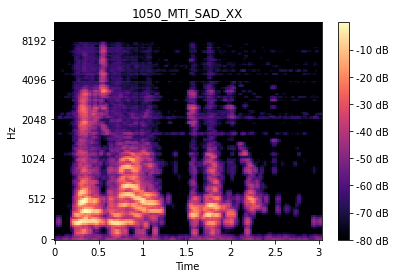 1050_MTI_SAD_XX
8192
4096
2048
1024
512
0
Hz
0
0.5
1
1.5
2
2.5
3
Time
-10 dB
-20 dB
-30 dB
-40 dB
-50 dB
-60 dB
-70 dB
-80 dB